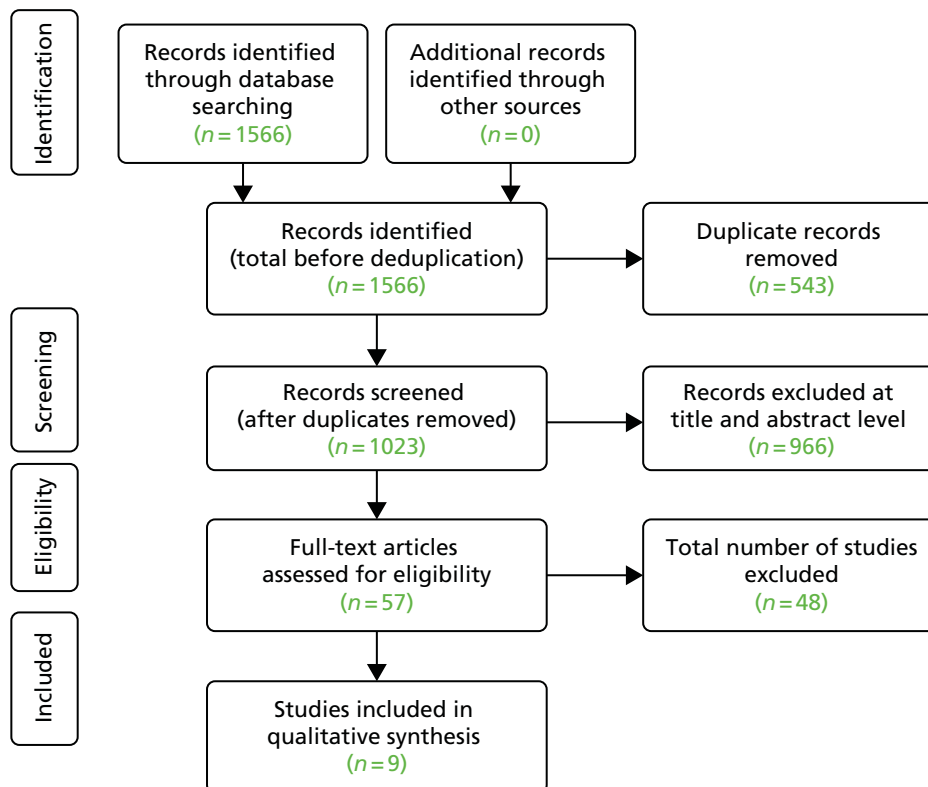 Identification
Records identified
through database
searching
(n = 1566)
Additional records
identified through
other sources
(n = 0)
Records identified
(total before deduplication)
(n = 1566)
Duplicate records
removed
(n = 543)
Screening
Records screened
(after duplicates removed)
(n = 1023)
Records excluded at
title and abstract level
(n = 966)
Eligibility
Full-text articles
assessed for eligibility
(n = 57)
Total number of studies
excluded
(n = 48)
Included
Studies included in
qualitative synthesis
(n = 9)